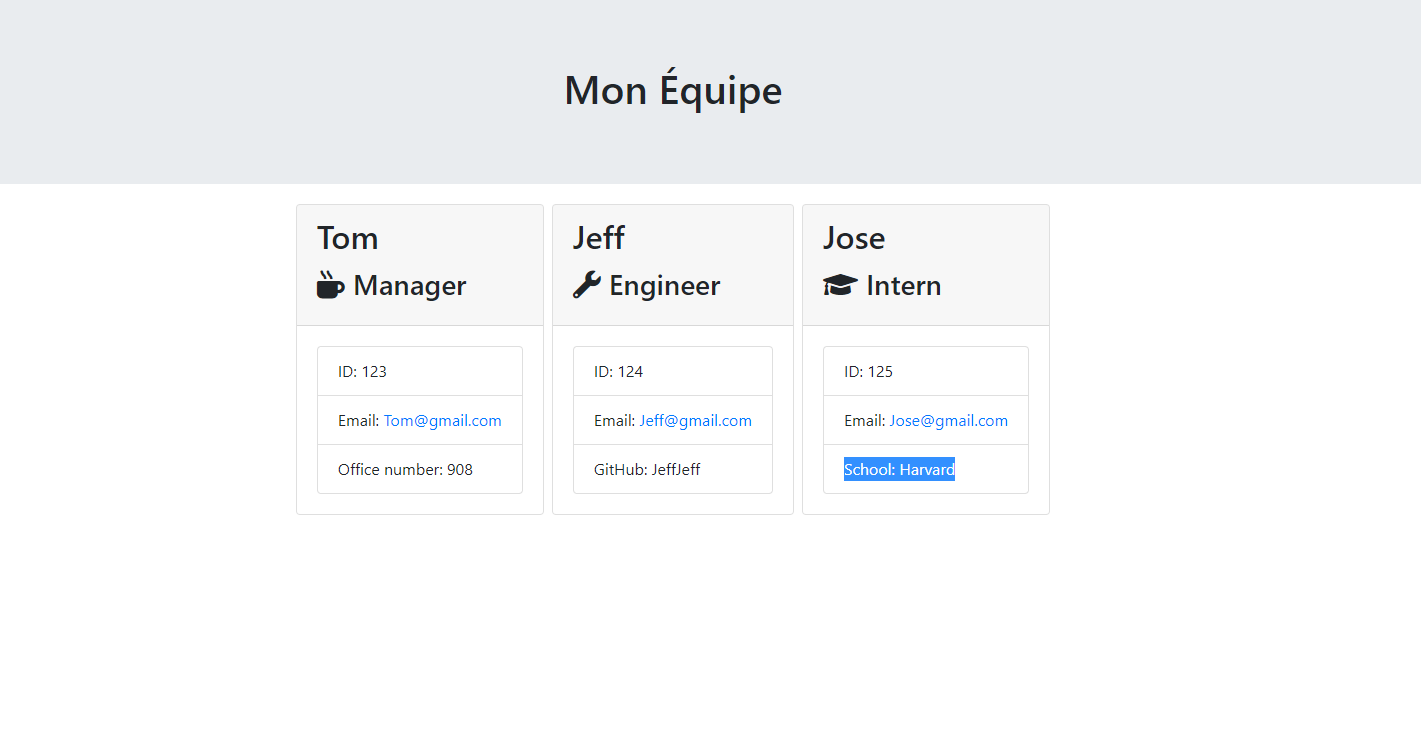 Mon Équipe
Tom
Manager
ID: 123
Email: Tom@gmail.com
Office number: 908
Jeff
Engineer
ID: 124
Email: Jeff@gmail.com
GitHub: JeffJeff
Jose
Intern
ID: 125
Email: Jose@gmail.com
School: Harvard